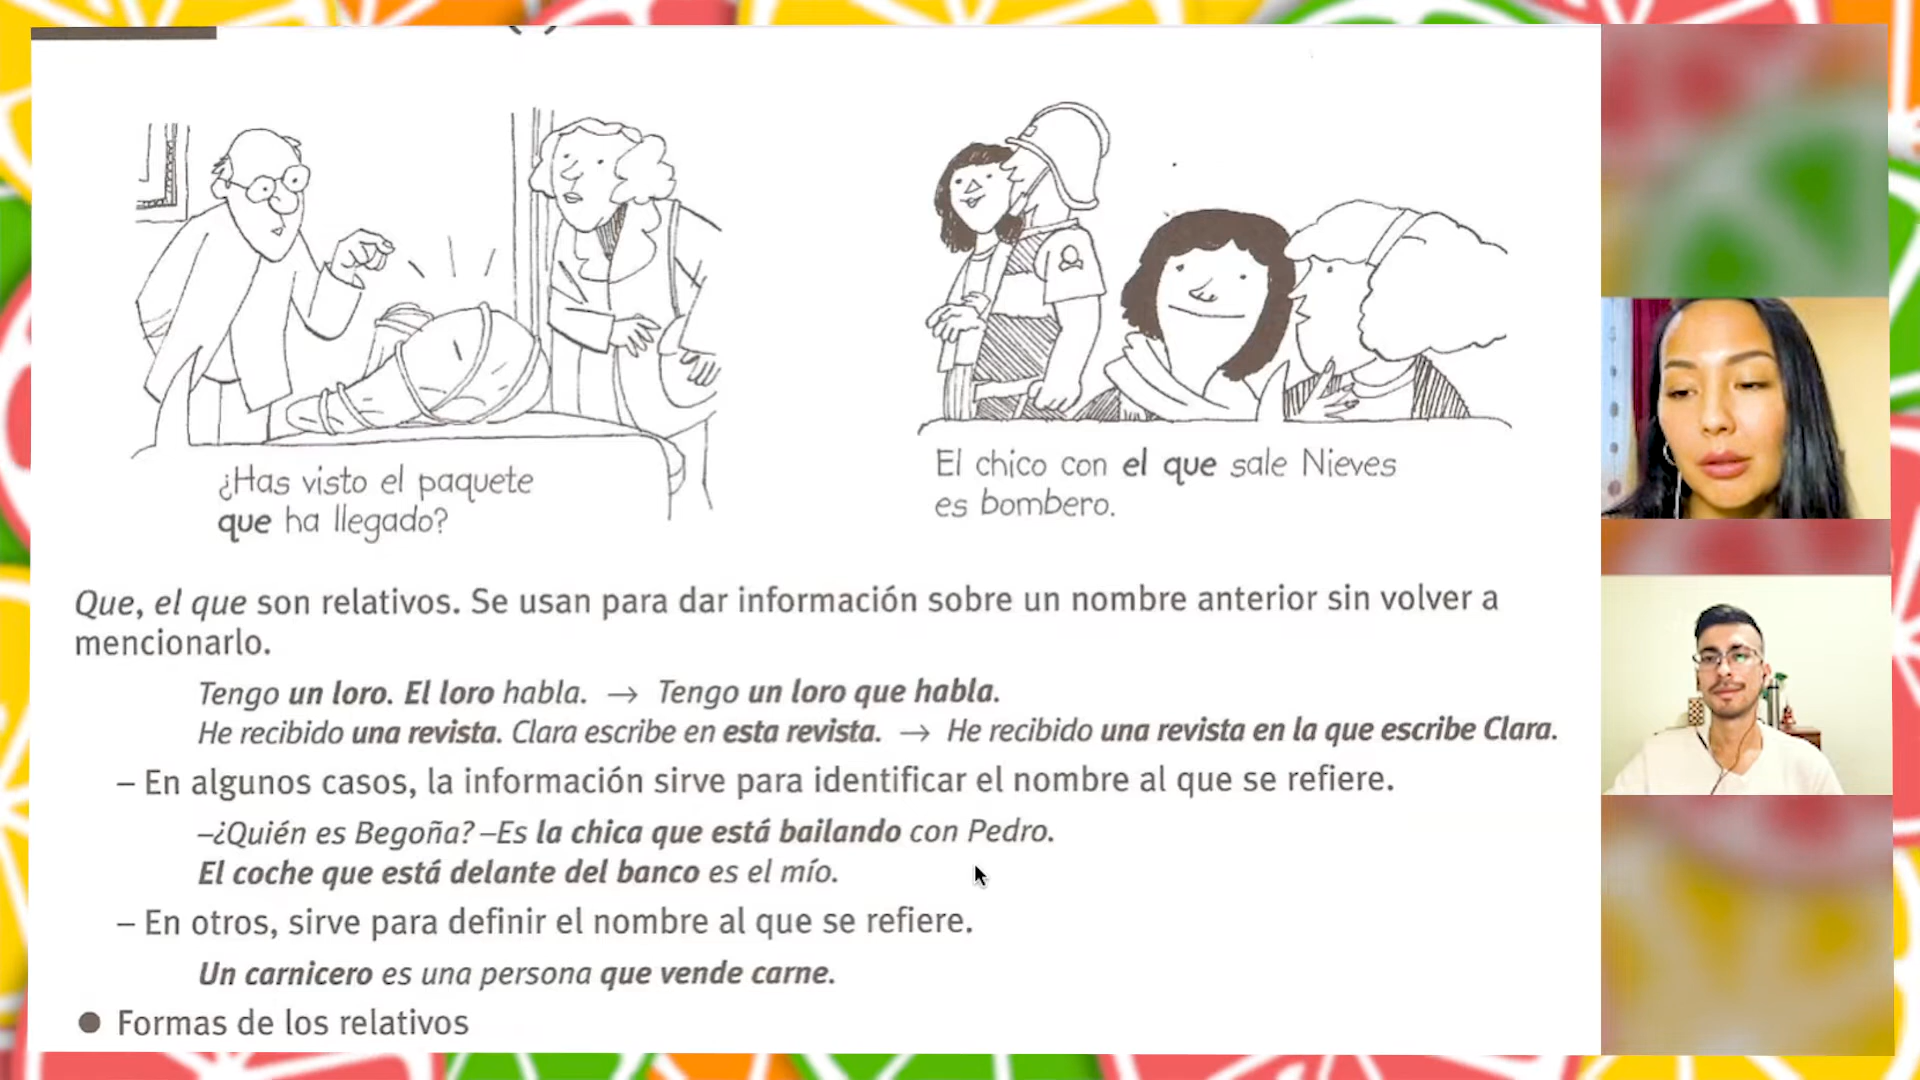 ¿Has visto el paquete
que ha llegado?
El chico con el que sale Nieves
es bombero.
Que, el que son relativos. Se usan para dar información sobre un nombre anterior sin volver a
mencionarlo.
Tengo un loro. El loro habla. → Tengo un loro que habla.
He recibido una revista. Clara escribe en esta revista. → He recibido una revista en la que escribe Clara.
– En algunos casos, la información sirve para identificar el nombre al que se refiere.
–¿Quién es Begoña? –Es la chica que está bailando con Pedro.
El coche que está delante del banco es el mío.
– En otros, sirve para definir el nombre al que se refiere.
Un carnicero es una persona que vende carne.
● Formas de los relativos